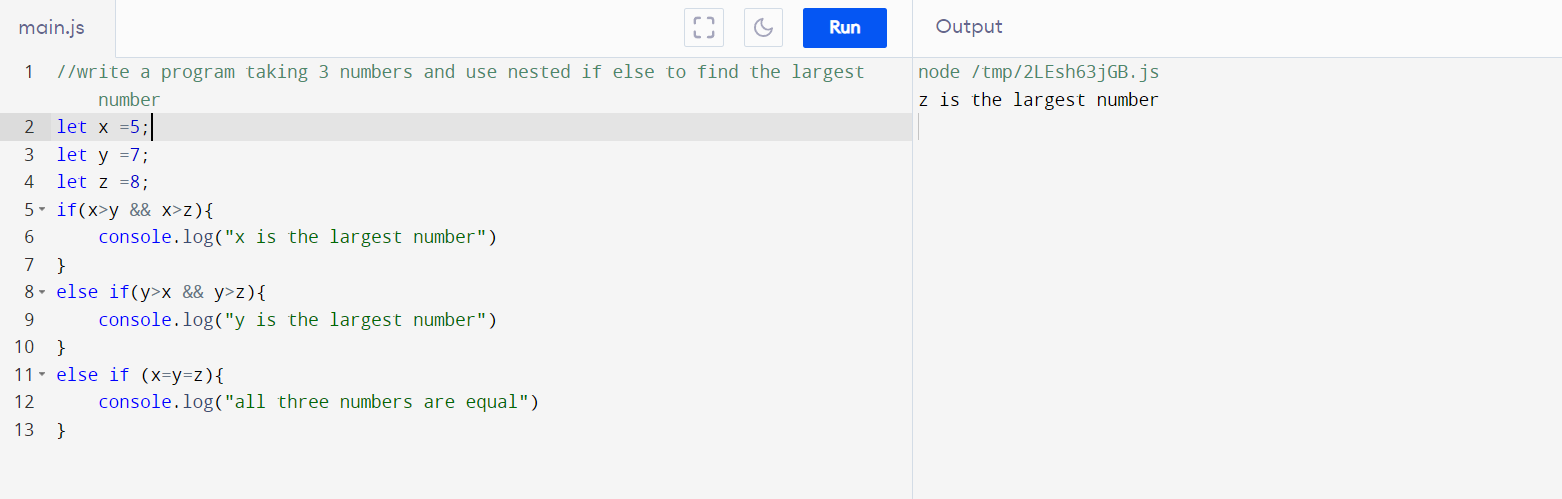 main.js
Run
Output
1 //write a program taking 3 numbers and use nested if else to find the largest
number
2 let x =5;
3 let y =7;
4 let z =8;
5 if(x>y && x>z){
6 console.log("x is the largest number")
7 }
8 else if(y>x && y>z){
9 console.log("y is the largest number")
10 }
11 else if (x=y=z){
12 console.log("all three numbers are equal")
13 }
node /tmp/2LEsh63jGB.js
z is the largest number